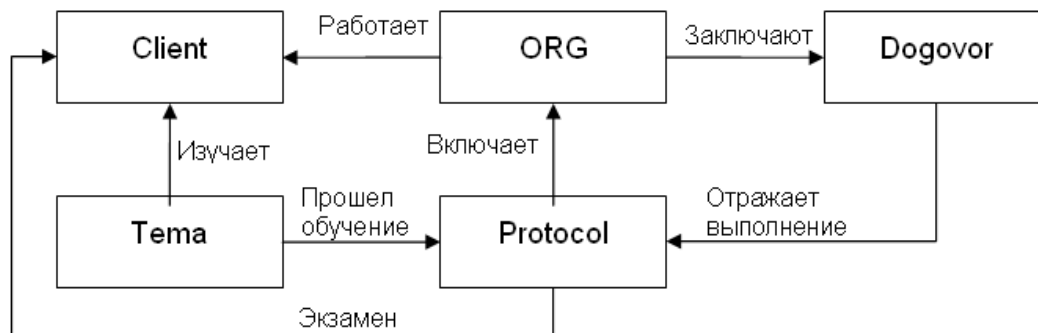 Client
Работает
ORG
Заключают
Dogovor
Изучает
Включает
Tema
Прошел
обучение
Protocol
Отражает
выполнение
Экзамен